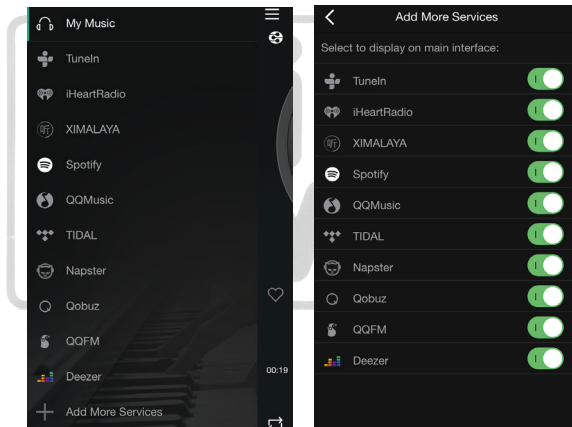 My Music
TuneIn
iHeartRadio
XIMALAYA
Spotify
QQMusic
TIDAL
Napster
Qobuz
QQFM
Deezer
Add More Services
00:19
Add More Services
Select to display on main interface:
TuneIn
iHeartRadio
XIMALAYA
Spotify
QQMusic
TIDAL
Napster
Qobuz
QQFM
Deezer